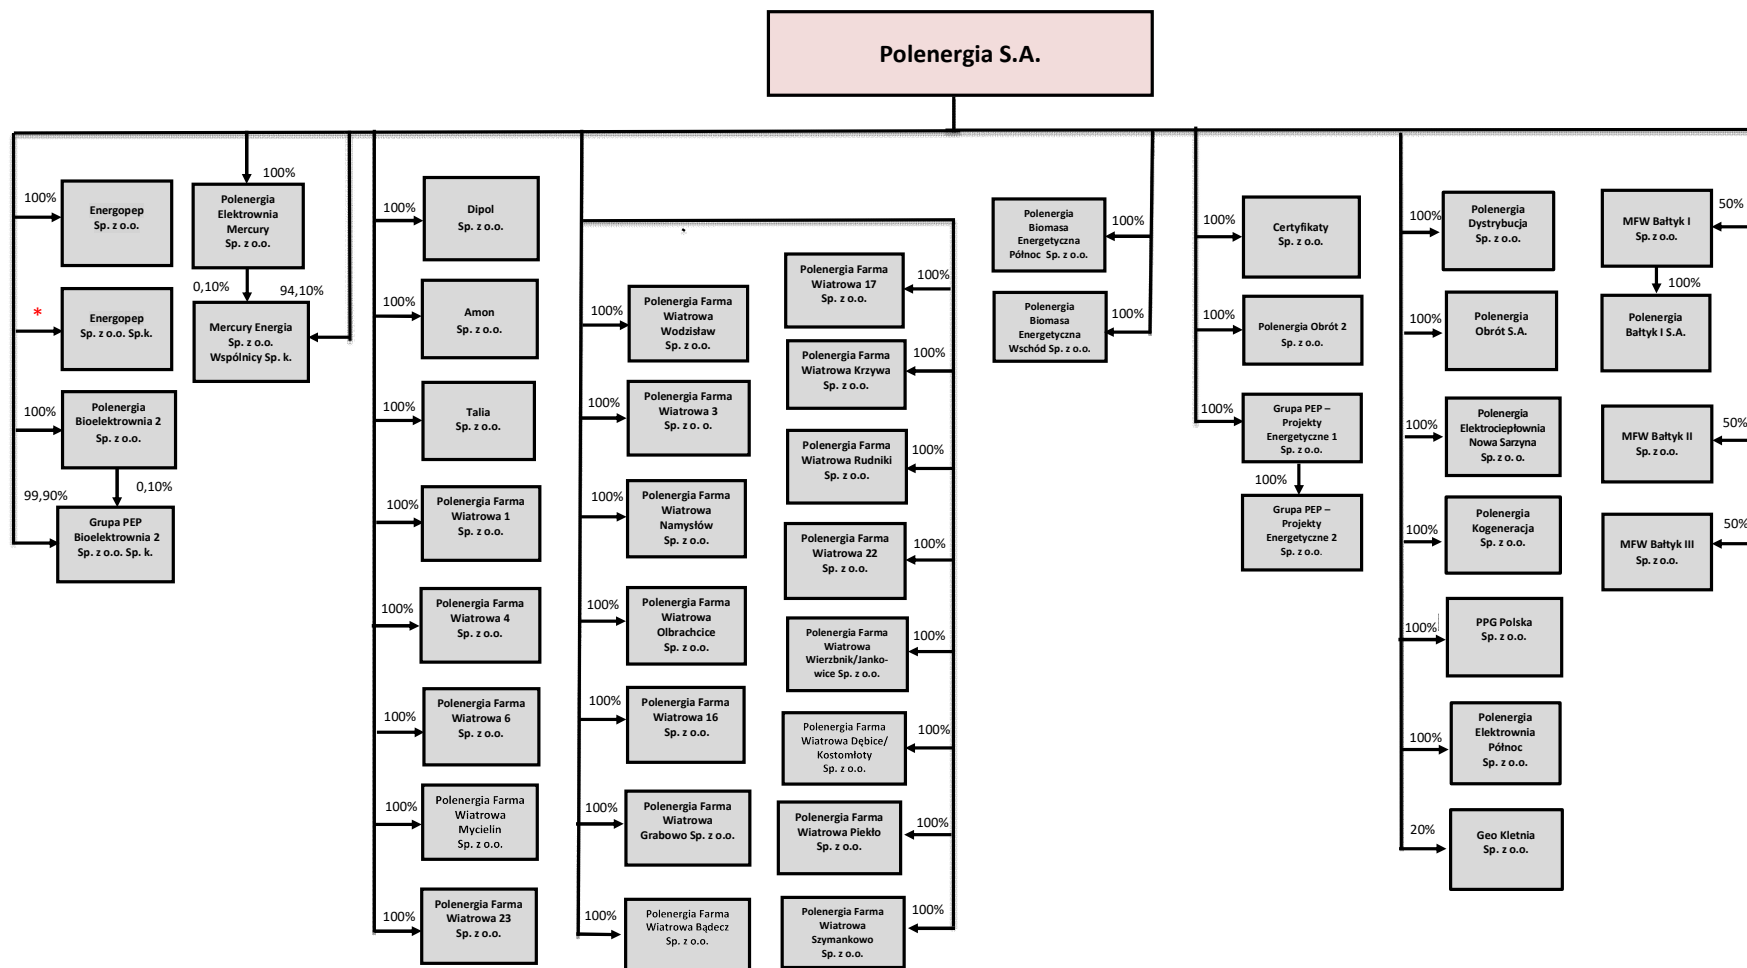 Polenergia S.A.
100%
Energopep
Sp. z o.o.
*
Energopep
Sp. z o.o. Sp.k.
100%
Polenergia
Bioelektrownia 2
Sp. z o.o.
99,90%
0,10%
Grupa PEP
Bioelektrownia 2
Sp. z o.o. Sp. k.
100%
Polenergia
Elektrownia
Mercury
Sp. z o.o.
0,10%
94,10%
Mercury Energia
Sp. z o.o.
Wspólnicy Sp. k.
100%
Dipol
Sp. z o.o.
100%
Amon
Sp. z o.o.
100%
Talia
Sp. z o.o.
100%
Polenergia Farma
Wiatrowa 1
Sp. z o.o.
100%
Polenergia Farma
Wiatrowa 4
Sp. z o.o.
100%
Polenergia Farma
Wiatrowa 6
Sp. z o.o.
100%
Polenergia Farma
Wiatrowa
Mycielin
Sp. z o.o.
100%
Polenergia Farma
Wiatrowa 23
Sp. z o.o.
100%
Polenergia Farma
Wiatrowa
Wodzisław
Sp. z o.o.
100%
Polenergia Farma
Wiatrowa 3
Sp. z o. o.
100%
Polenergia Farma
Wiatrowa
Namysłów
Sp. z o.o.
100%
Polenergia Farma
Wiatrowa
Olbrachcice
Sp. z o.o.
100%
Polenergia Farma
Wiatrowa 16
Sp. z o.o.
100%
Polenergia Farma
Wiatrowa
Grabowo Sp. z o.o.
100%
Polenergia Farma
Wiatrowa Bądecz
Sp. z o.o.
Polenergia Farma
Wiatrowa 17
Sp. z o.o.
100%
Polenergia Farma
Wiatrowa Krzywa
Sp. z o.o.
100%
Polenergia Farma
Wiatrowa Rudniki
Sp. z o.o.
100%
Polenergia Farma
Wiatrowa 22
Sp. z o.o.
100%
Polenergia Farma
Wiatrowa
Wierzbnik/Janko-
wice Sp. z o.o.
100%
Polenergia Farma
Wiatrowa Dębice/
Kostomłoty
Sp. z o.o.
100%
Polenergia Farma
Wiatrowa Piekło
Sp. z o.o.
100%
Polenergia Farma
Wiatrowa
Szymankowo
Sp. z o.o.
100%
Polenergia
Biomasa
Energetyczna
Północ Sp. z o.o.
100%
Polenergia
Biomasa
Energetyczna
Wschód Sp. z o.o.
100%
100%
Certyfikaty
Sp. z o.o.
100%
Polenergia Obrót 2
Sp. z o.o.
100%
Grupa PEP –
Projekty
Energetyczne 1
Sp. z o.o.
100%
Grupa PEP –
Projekty
Energetyczne 2
Sp. z o.o.
100%
Polenergia
Dystrybucja
Sp. z o.o.
100%
Polenergia
Obrót S.A.
100%
Polenergia
Elektrociepłownia
Nowa Sarzyna
Sp. z o. o.
100%
Polenergia
Kogeneracja
Sp. z o.o.
100%
PPG Polska
Sp. z o.o.
100%
Polenergia
Elektrownia
Północ
Sp. z o.o.
20%
Geo Kletnia
Sp. z o.o.
MFW Bałtyk I
Sp. z o.o.
50%
100%
Polenergia
Bałtyk I S.A.
MFW Bałtyk II
Sp. z o.o.
50%
MFW Bałtyk III
Sp. z o.o.
50%